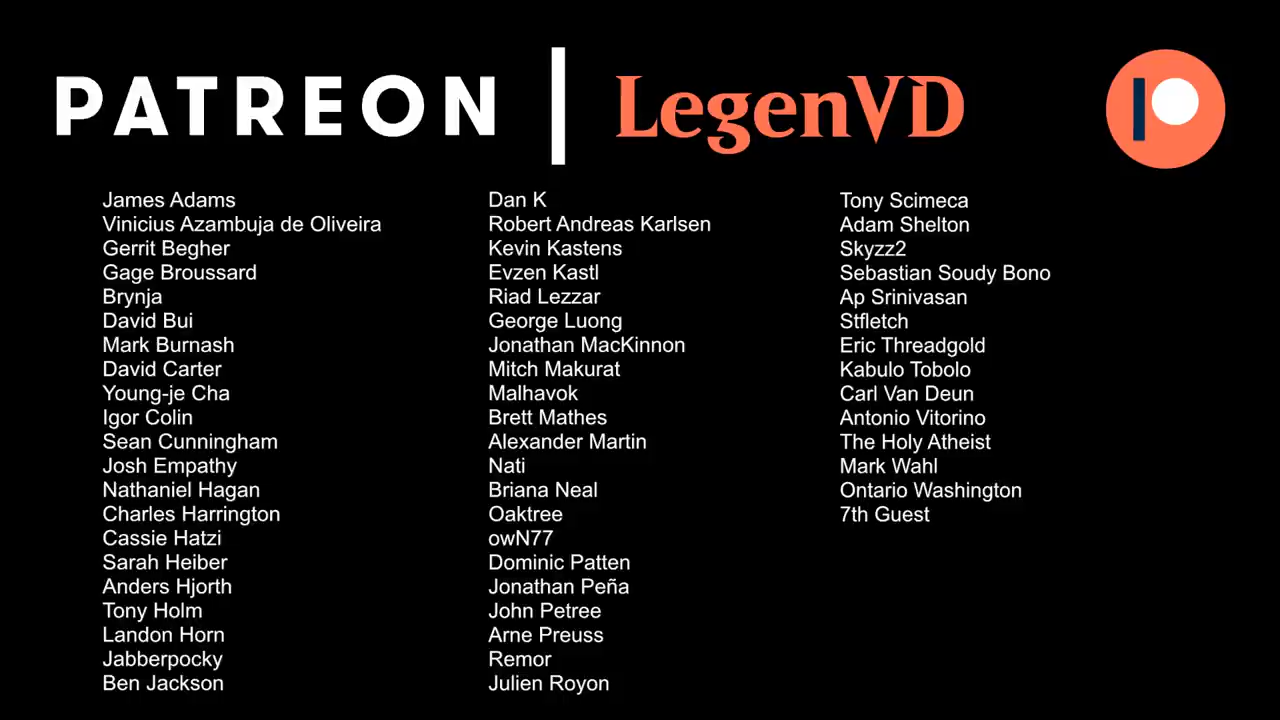 PATREON | LegenVD
James Adams
Vinicius Azambuja de Oliveira
Gerrit Begher
Gage Broussard
Brynja
David Bui
Mark Burnash
David Carter
Young-je Cha
Igor Colin
Sean Cunningham
Josh Empathy
Nathaniel Hagan
Charles Harrington
Cassie Hatzi
Sarah Heiber
Anders Hjorth
Tony Holm
Landon Horn
Jabberpocky
Ben Jackson
Dan K
Robert Andreas Karlsen
Kevin Kastens
Evzen Kastl
Riad Lezzar
George Luong
Jonathan MacKinnon
Mitch Makurat
Malhavok
Brett Mathes
Alexander Martin
Nati
Briana Neal
Oaktree
owN77
Dominic Patten
Jonathan Peña
John Petree
Arne Preuss
Remor
Julien Royon
Tony Scimeca
Adam Shelton
Skyzz2
Sebastian Soudy Bono
Ap Srinivasan
Stfletch
Eric Threadgold
Kabulo Tobolo
Carl Van Deun
Antonio Vitorino
The Holy Atheist
Mark Wahl
Ontario Washington
7th Guest